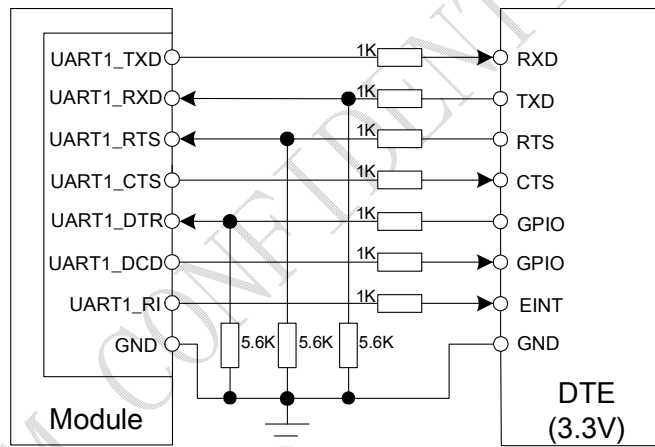 UART1_TXD 1K RXD
UART1_RXD 1K TXD
UART1_RTS 1K RTS
UART1_CTS 1K CTS
UART1_DTR 1K GPIO
UART1_DCD 1K GPIO
UART1_RI 1K EINT
GND 5.6K 5.6K 5.6K GND
Module
DTE
(3.3V)